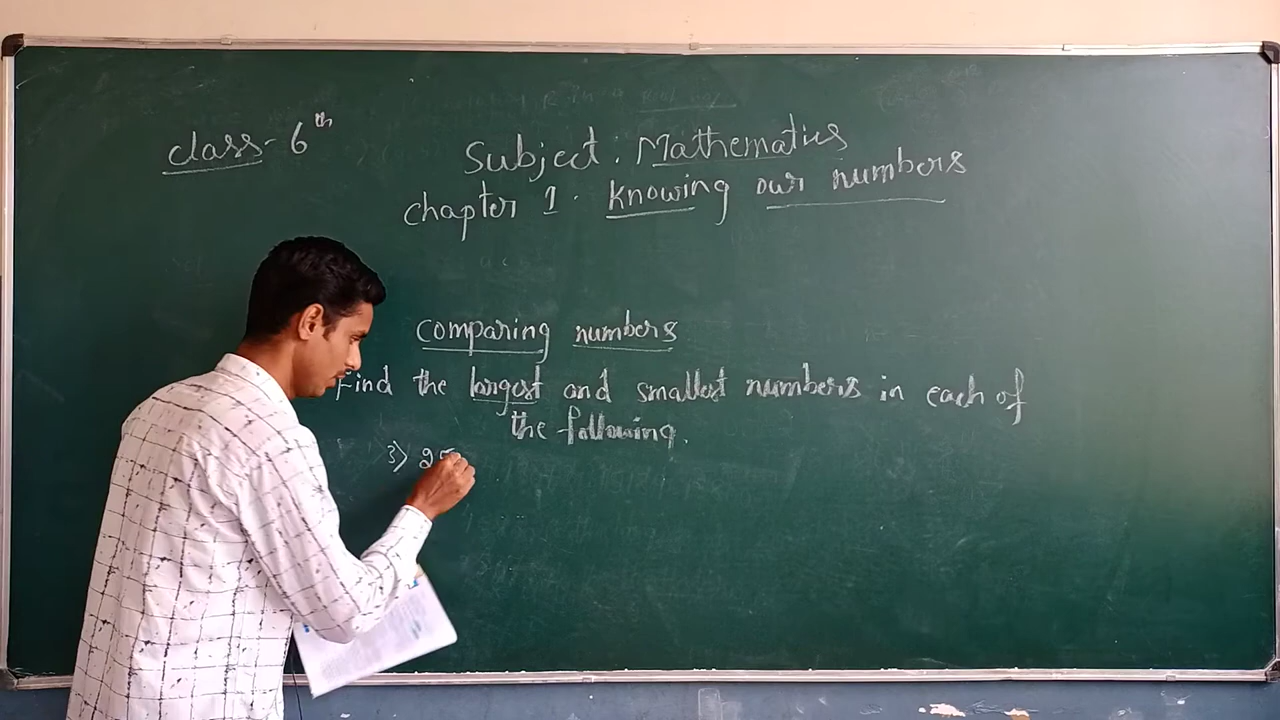 class - 6th
Subject. Mathematics
chapter 1. Knowing our numbers
comparing numbers
Find the largest and smallest numbers in each of
the following.
3) 25